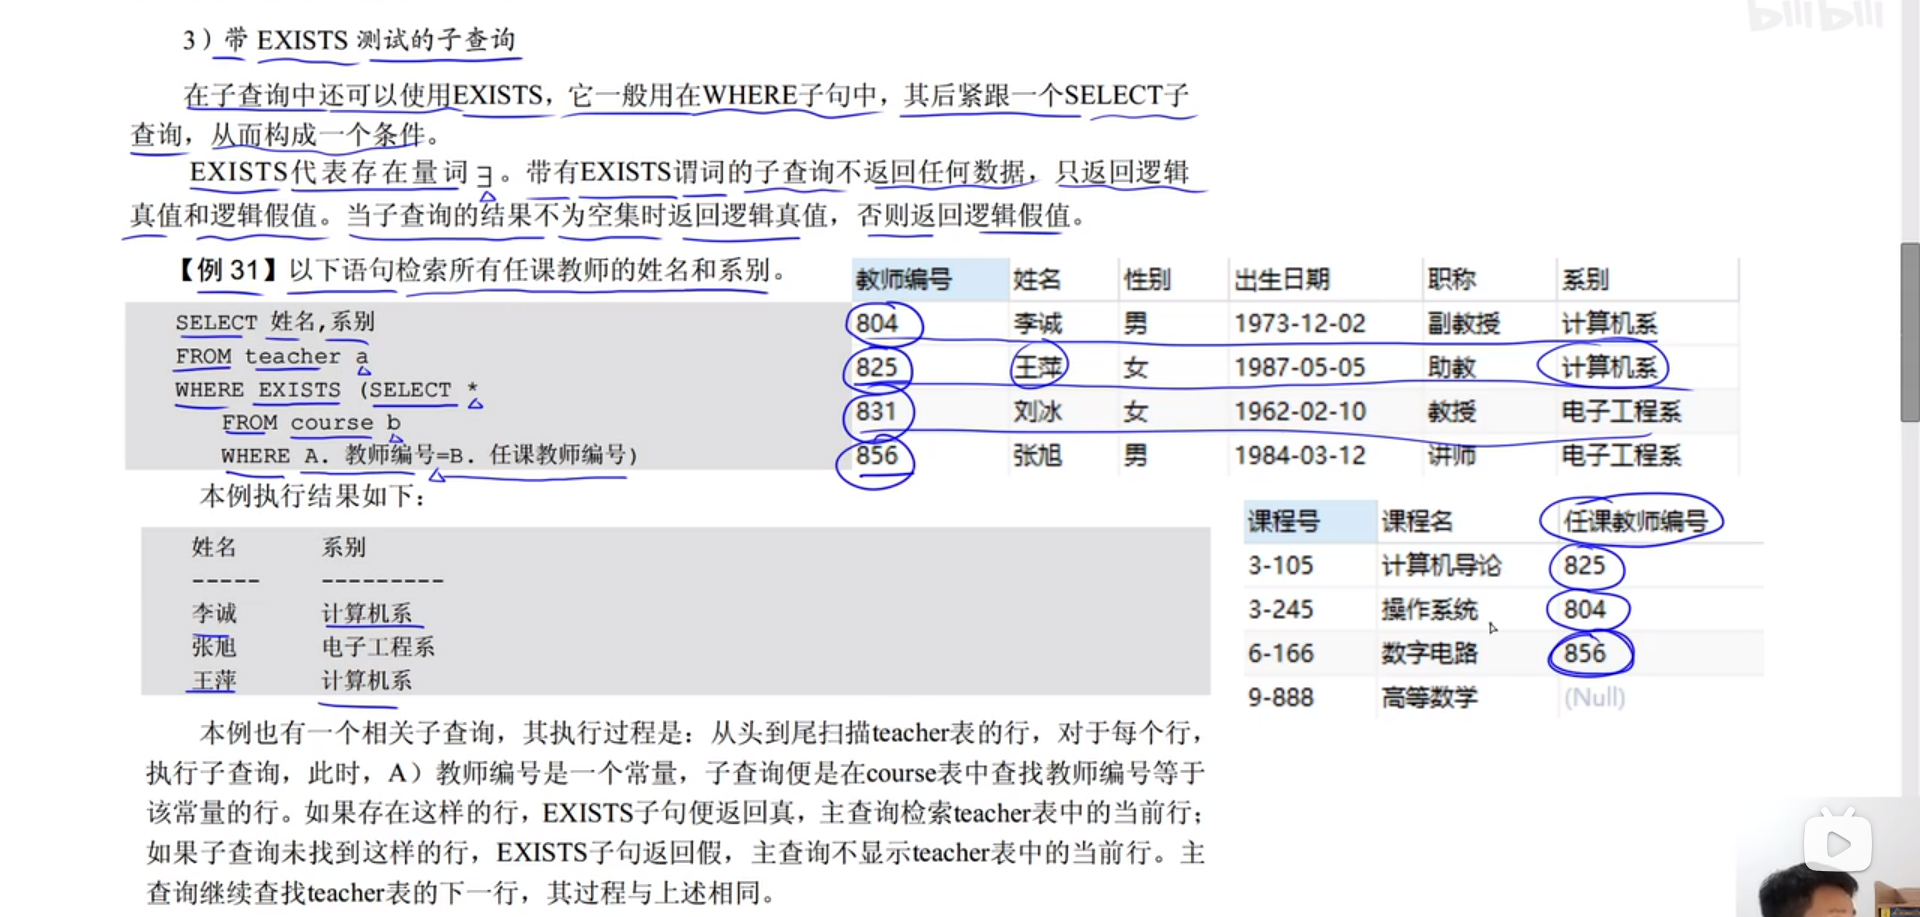 bilibili
3）带 EXISTS 测试的子查询
在子查询中还可以使用EXISTS，它一般用在WHERE子句中，其后紧跟一个SELECT子
查询，从而构成一个条件。
EXISTS代表存在量词∃。带有EXISTS谓词的子查询不返回任何数据，只返回逻辑
真值和逻辑假值。当子查询的结果不为空集时返回逻辑真值，否则返回逻辑假值。
【例 31】以下语句检索所有任课教师的姓名和系别。
SELECT 姓名,系别
FROM teacher a
WHERE EXISTS (SELECT *
FROM course b
WHERE A. 教师编号=B. 任课教师编号)
教师编号 姓名 性别 出生日期 职称 系别
804 李诚 男 1973-12-02 副教授 计算机系
825 王萍 女 1987-05-05 助教 计算机系
831 刘冰 女 1962-02-10 教授 电子工程系
856 张旭 男 1984-03-12 讲师 电子工程系
本例执行结果如下：
姓名 系别
----- ---------
李诚 计算机系
张旭 电子工程系
王萍 计算机系
课程号 课程名 任课教师编号
3-105 计算机导论 825
3-245 操作系统 804
6-166 数字电路 856
9-888 高等数学 (Null)
本例也有一个相关子查询，其执行过程是：从头到尾扫描teacher表的行，对于每个行，
执行子查询，此时，A）教师编号是一个常量，子查询便是在course表中查找教师编号等于
该常量的行。如果存在这样的行，EXISTS子句便返回真，主查询检索teacher表中的当前行；
如果子查询未找到这样的行，EXISTS子句返回假，主查询不显示teacher表中的当前行。主
查询继续查找teacher表的下一行，其过程与上述相同。